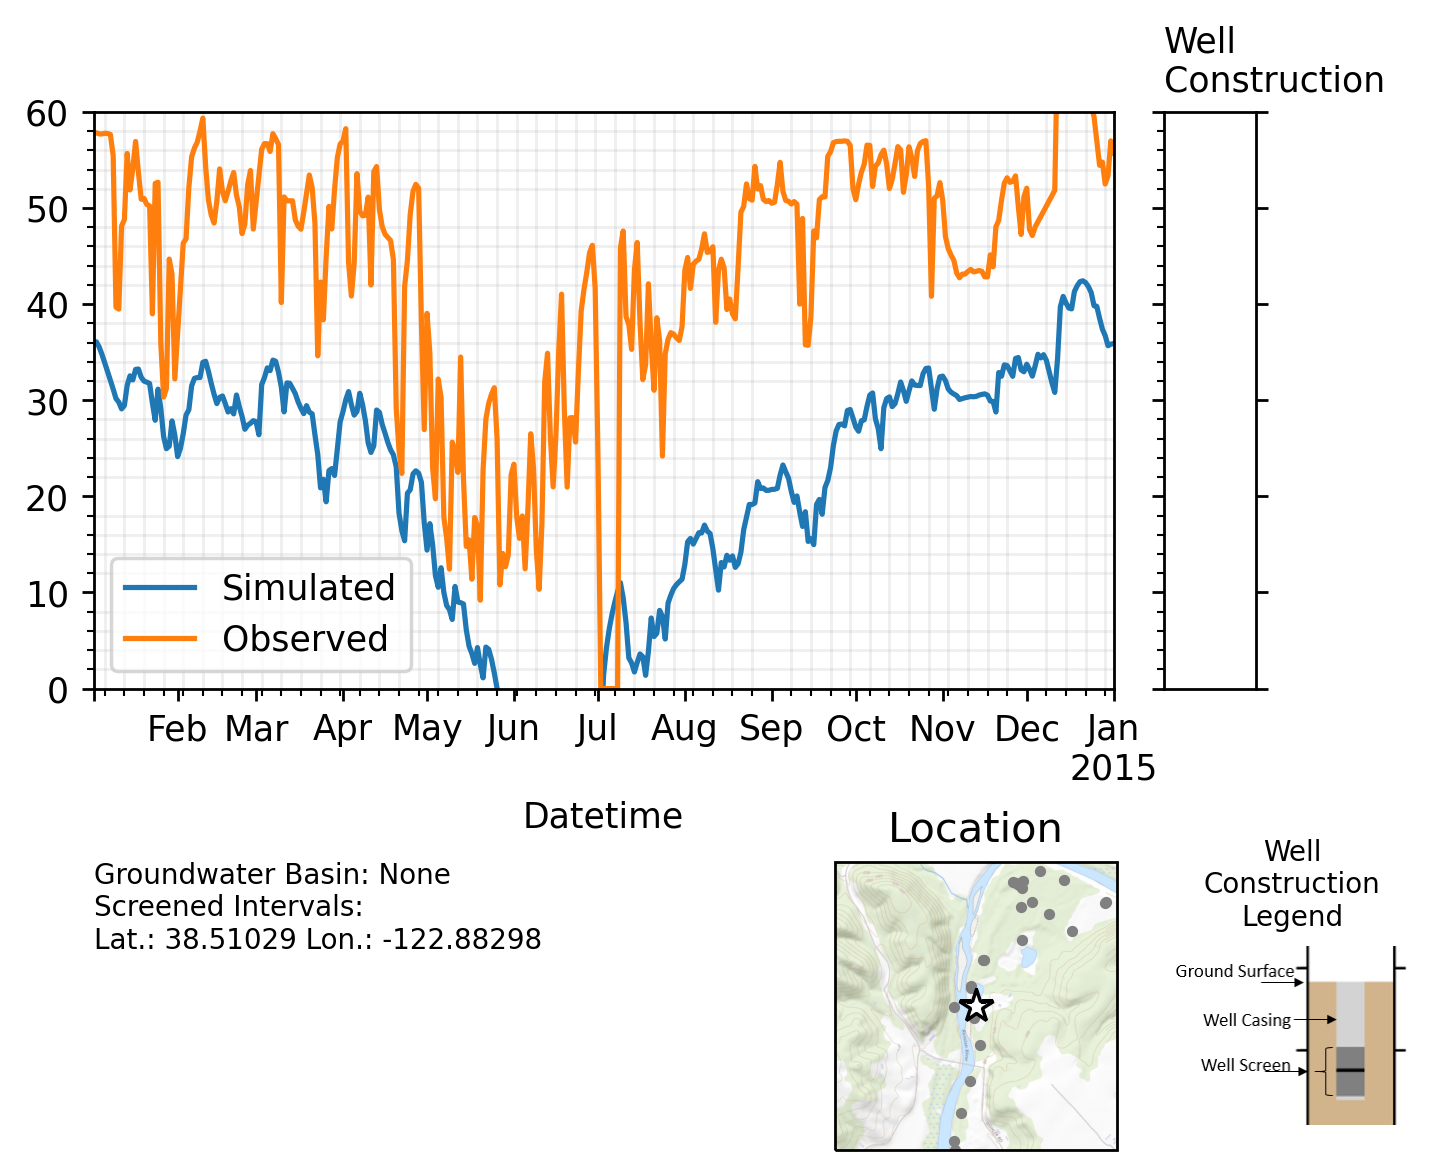 Well
Construction
60
50
40
30
20
10
0
Simulated
Observed
Feb Mar Apr May Jun Jul Aug Sep Oct Nov Dec Jan
2015
Datetime
Groundwater Basin: None
Screened Intervals:
Lat.: 38.51029 Lon.: -122.88298
Location
Well
Construction
Legend
Ground Surface
Well Casing
Well Screen